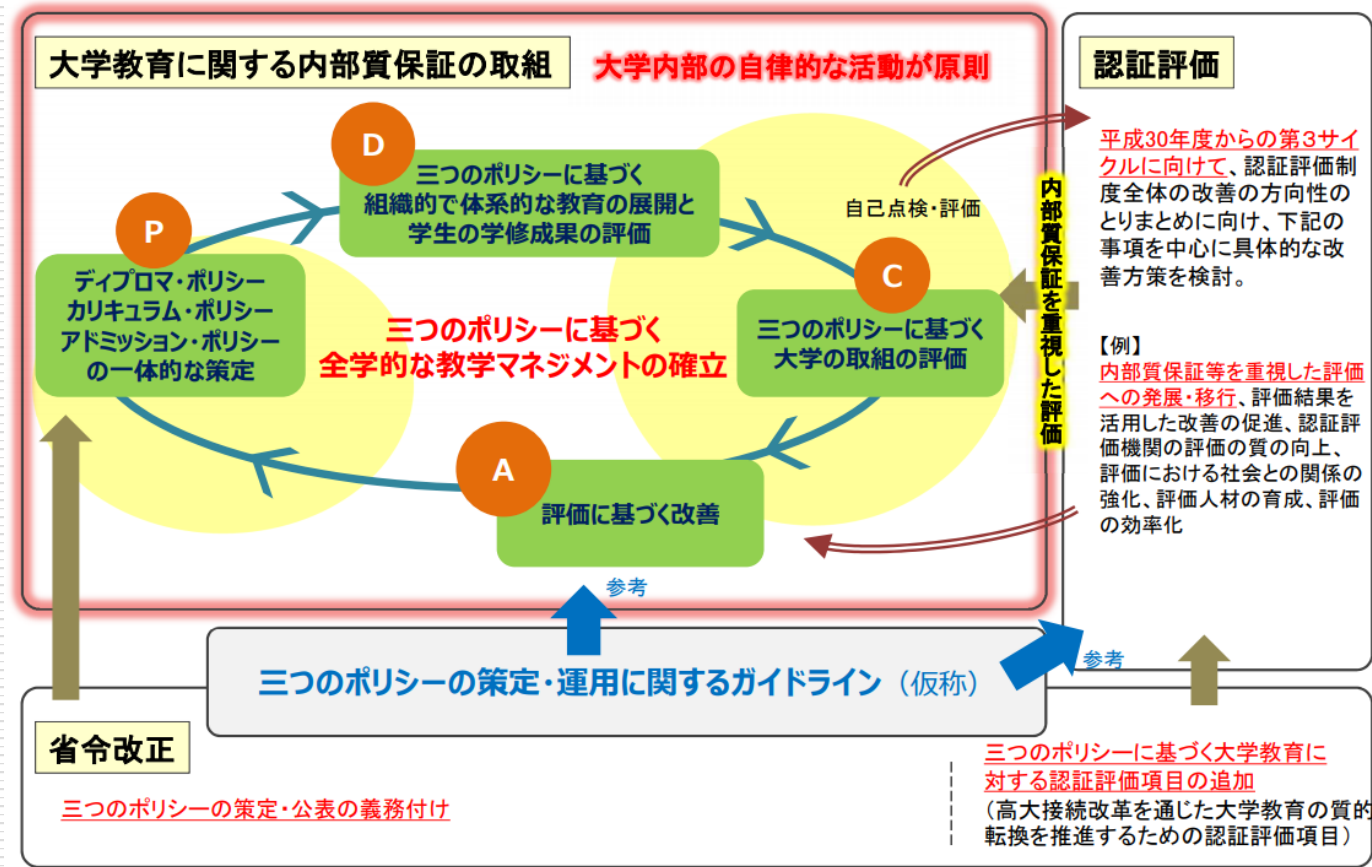 大学教育に関する内部質保証の取組
大学内部の自律的な活動が原則
D
三つのポリシーに基づく
組織的で体系的な教育の展開と
学生の学修成果の評価
P
ディプロマ・ポリシー
カリキュラム・ポリシー
アドミッション・ポリシー
の一体的な策定
三つのポリシーに基づく
全学的な教学マネジメントの確立
自己点検・評価
C
三つのポリシーに基づく
大学の取組の評価
A
評価に基づく改善
内部質保証を重視した評価
認証評価
平成30年度からの第3サイ
クルに向けて、認証評価制
度全体の改善の方向性の
とりまとめに向け、下記の
事項を中心に具体的な改
善方策を検討。
【例】
内部質保証等を重視した評価
への発展・移行、評価結果を
活用した改善の促進、認証評
価機関の評価の質の向上、
評価における社会との関係の
強化、評価人材の育成、評価
の効率化
参考
参考
三つのポリシーの策定・運用に関するガイドライン（仮称）
省令改正
三つのポリシーの策定・公表の義務付け
三つのポリシーに基づく大学教育に
対する認証評価項目の追加
（高大接続改革を通じた大学教育の質的
転換を推進するための認証評価項目）